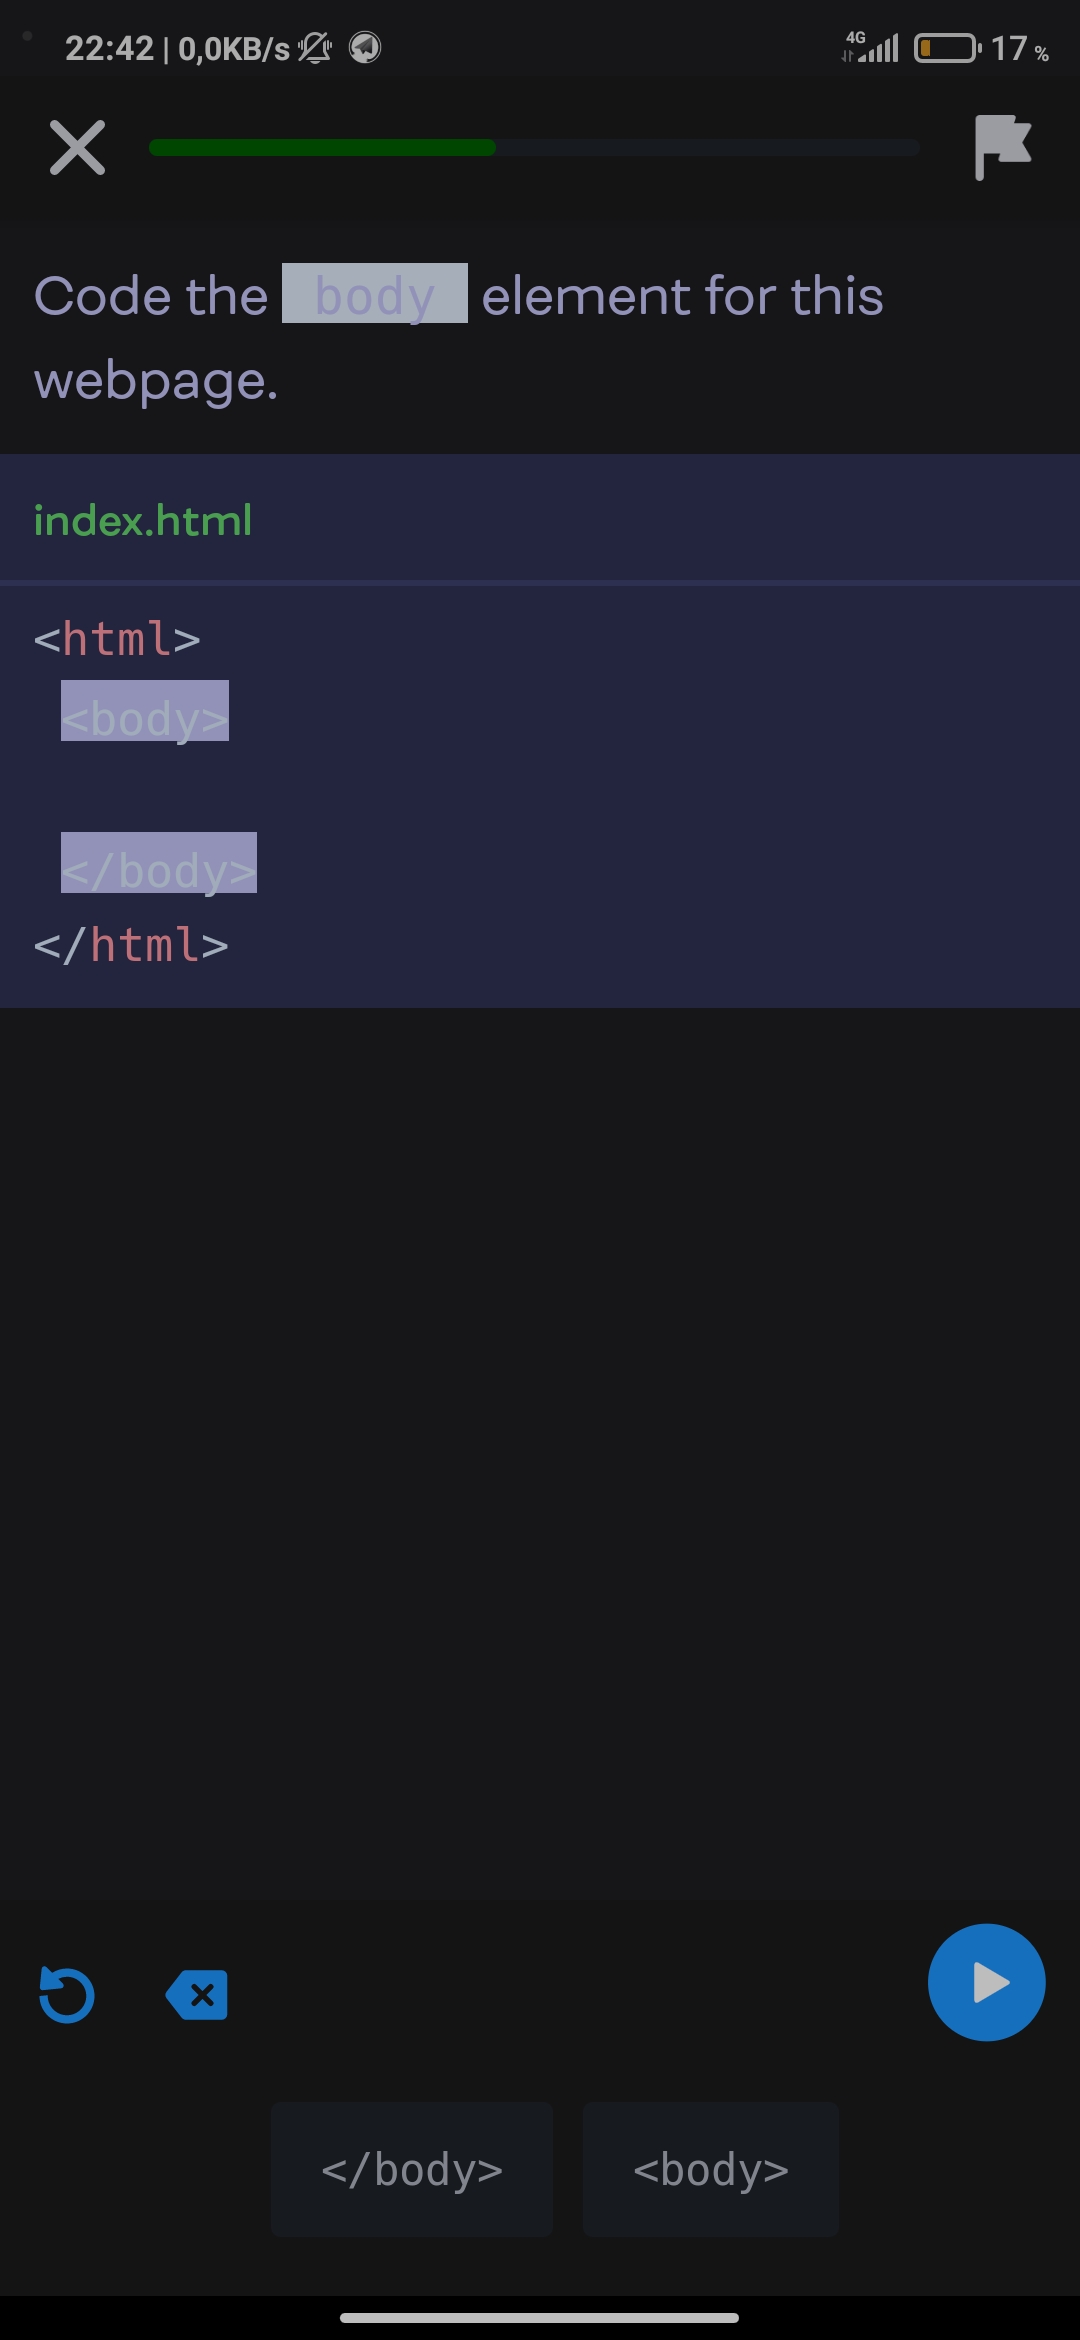 22:42 | 0,0KB/s 4G 17 %
Code the body element for this
webpage.
index.html
<html>
<body>
</body>
</html>
</body> <body>